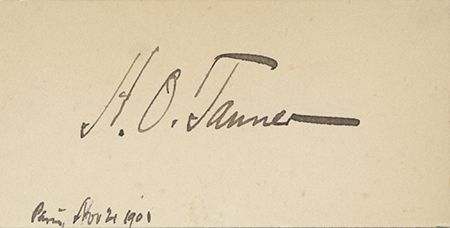 H. O. Tanner
Paris, Nov 21 1901